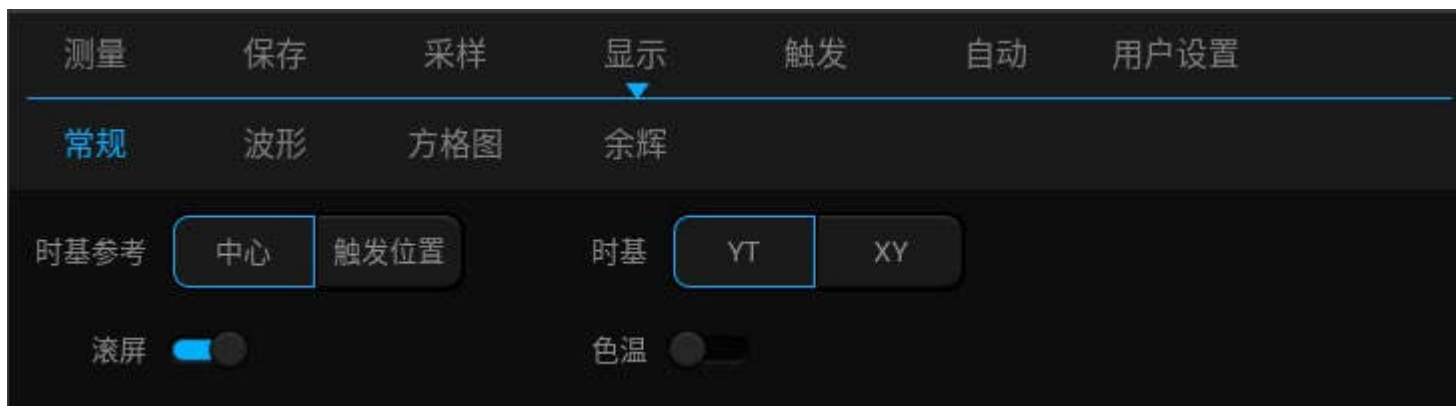 测量 保存 采样 显示 触发 自动 用户设置
常规 波形 方格图 余辉
时基参考 中心 触发位置 时基 YT XY
滚屏 色温